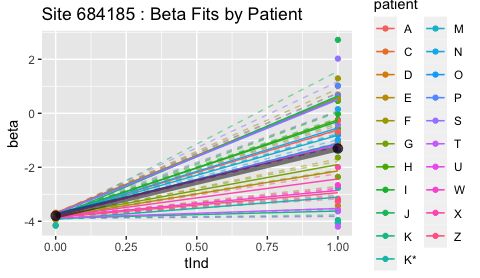 Site 684185 : Beta Fits by Patient
patient
beta
2
0
-2
-4
0.00
0.25
0.50
0.75
1.00
tInd
A
C
D
E
F
G
H
I
J
K
K*
M
N
O
P
S
T
U
W
X
Z